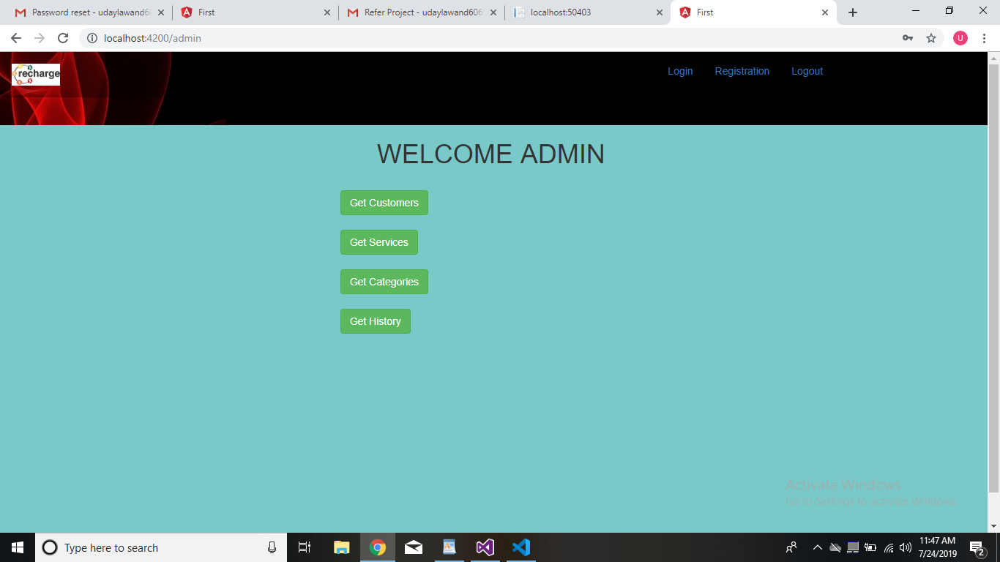 Password reset - udaylawand60
First
Refer Project - udaylawand606
localhost:50403
First
localhost:4200/admin
U
recharge
Login
Registration
Logout
WELCOME ADMIN
Get Customers
Get Services
Get Categories
Get History
Activate Windows
Go to Settings to activate Windows.
Type here to search
11:47 AM
7/24/2019
2